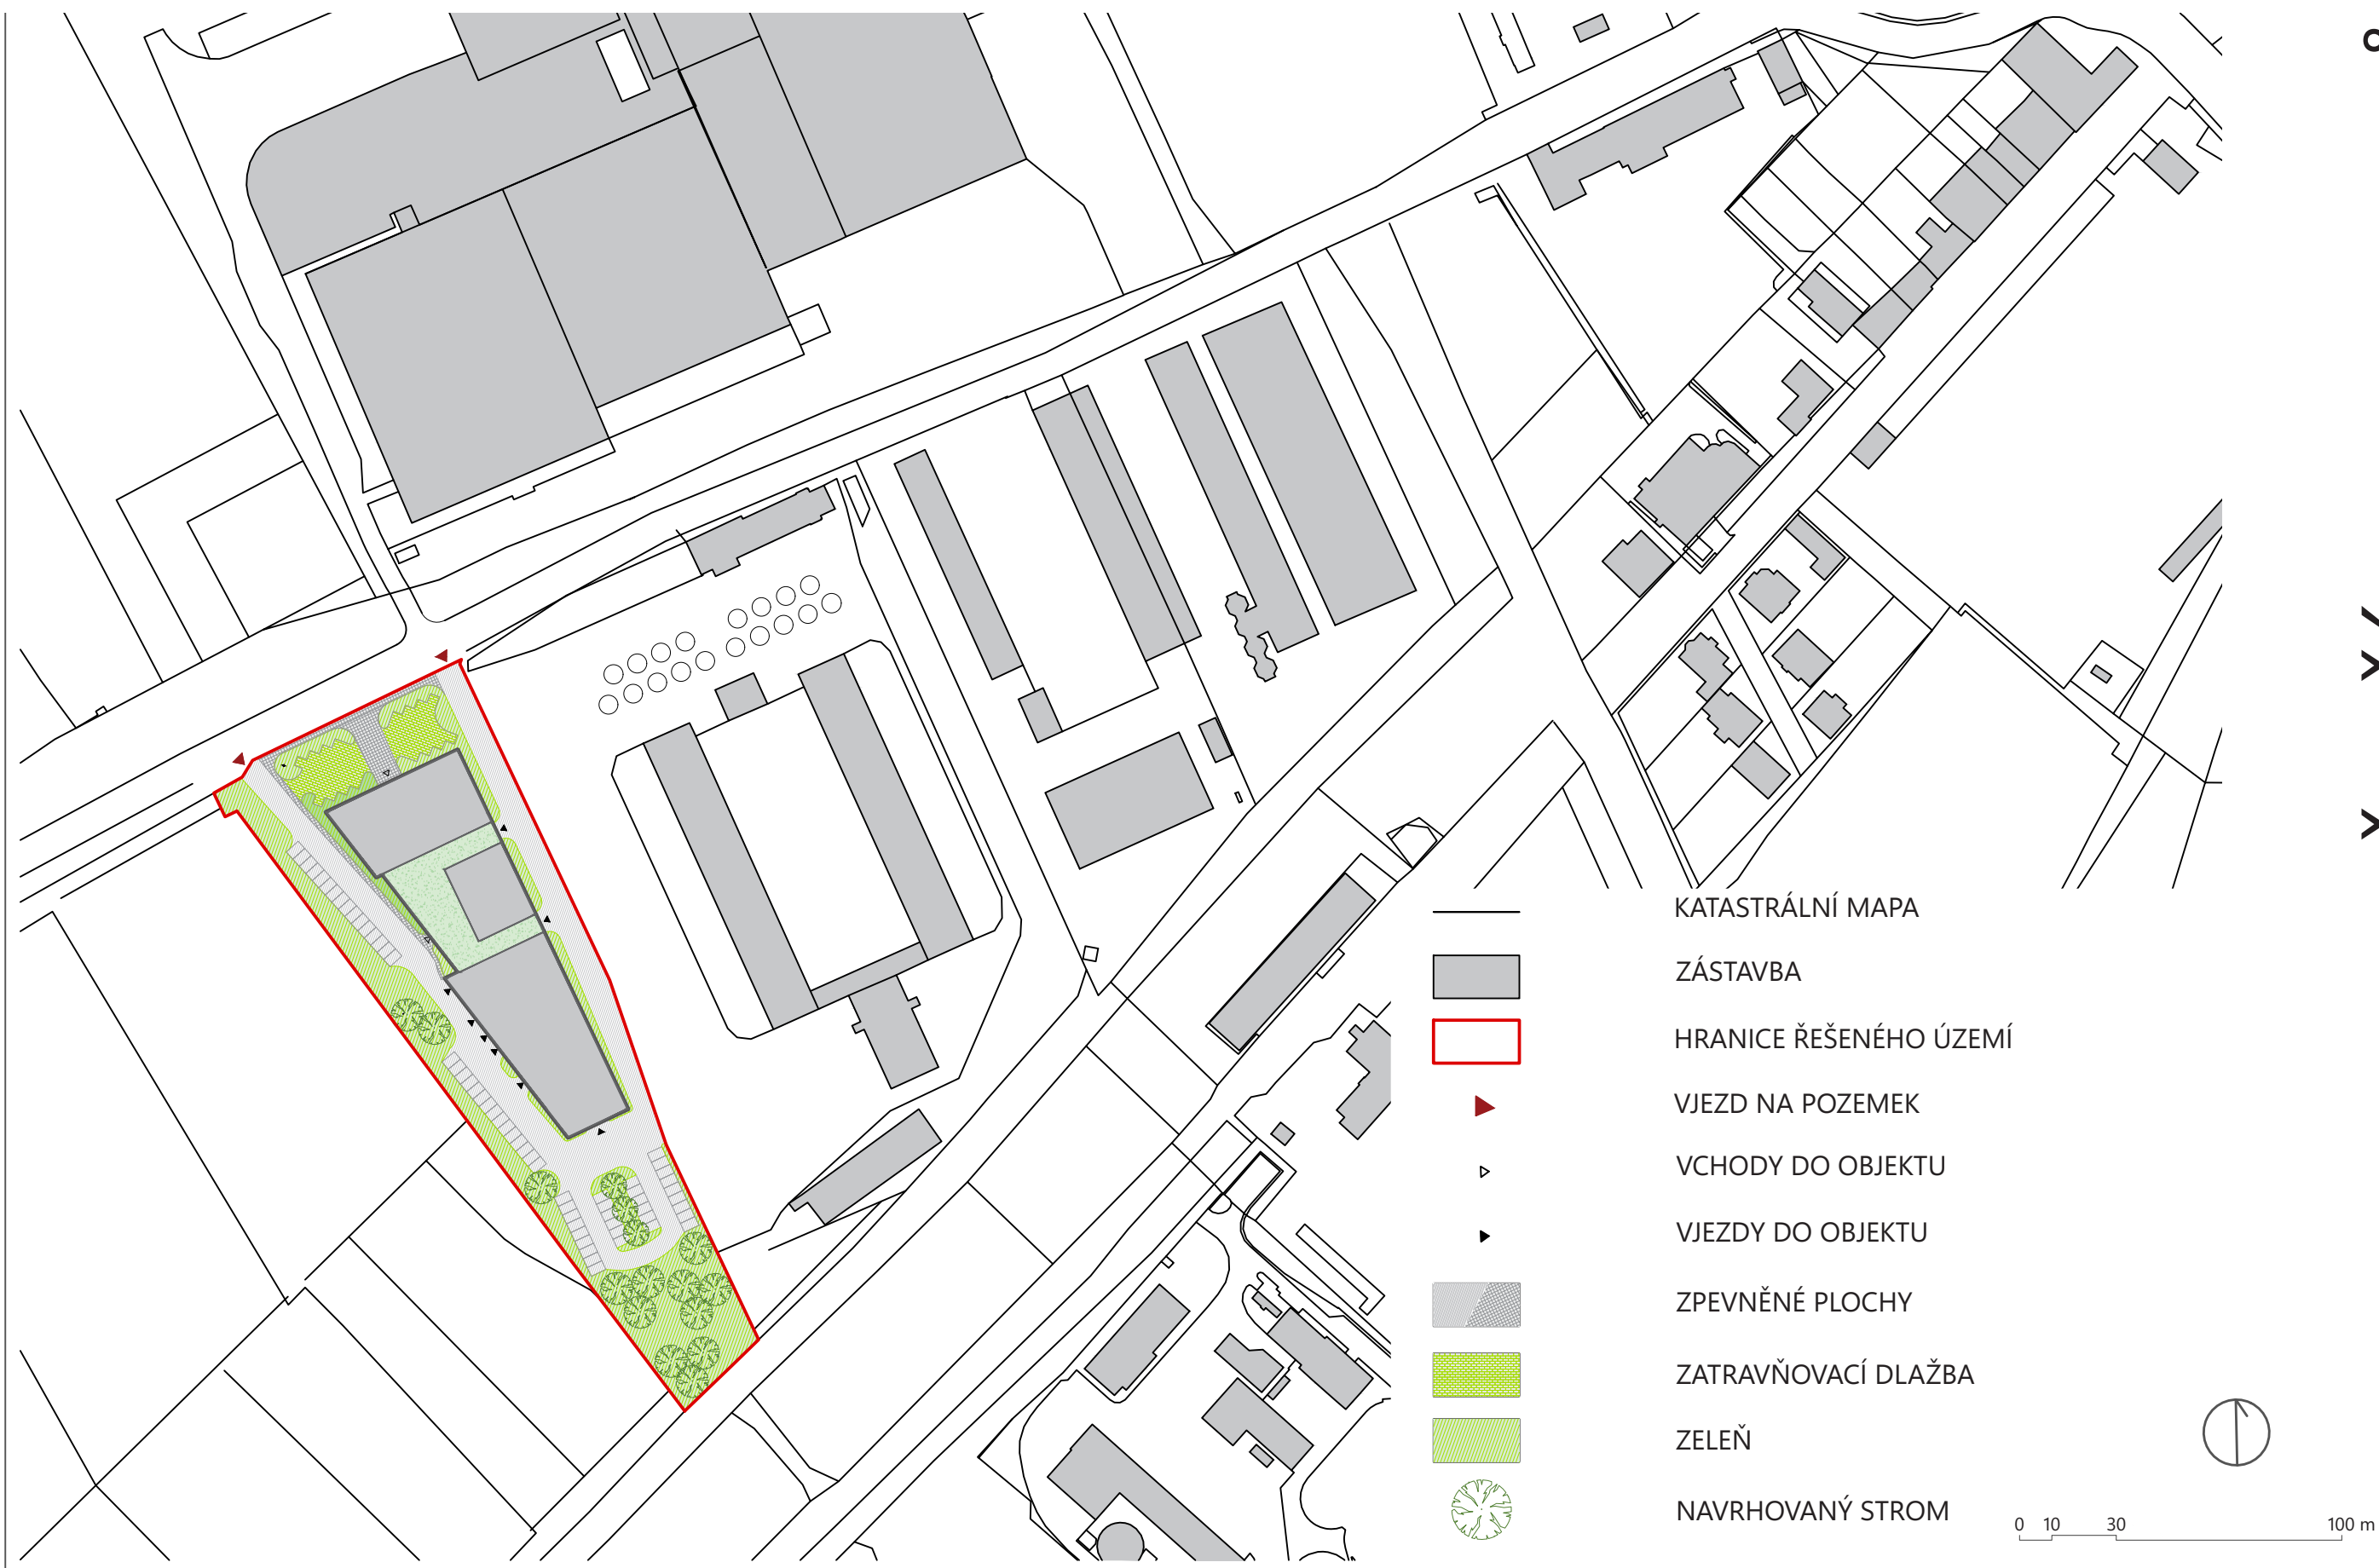 KATASTRÁLNÍ MAPA
ZÁSTAVBA
HRANICE ŘEŠENÉHO ÚZEMÍ
VJEZD NA POZEMEK
VCHODY DO OBJEKTU
VJEZDY DO OBJEKTU
ZPEVNĚNÉ PLOCHY
ZATRAVŇOVACÍ DLAŽBA
ZELEŇ
NAVRHOVANÝ STROM
0 10 30 100 m